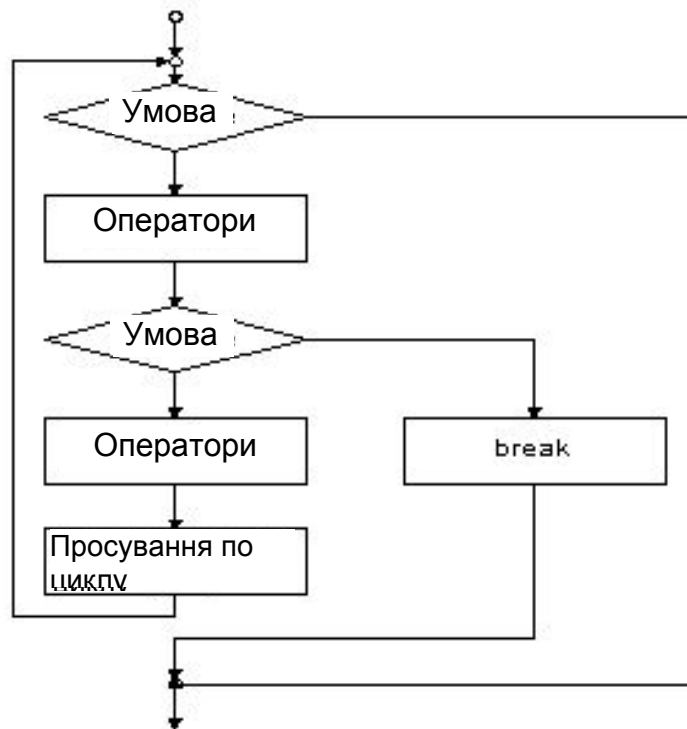 Умова
Оператори
Умова
Оператори
break
Просування по
циклу